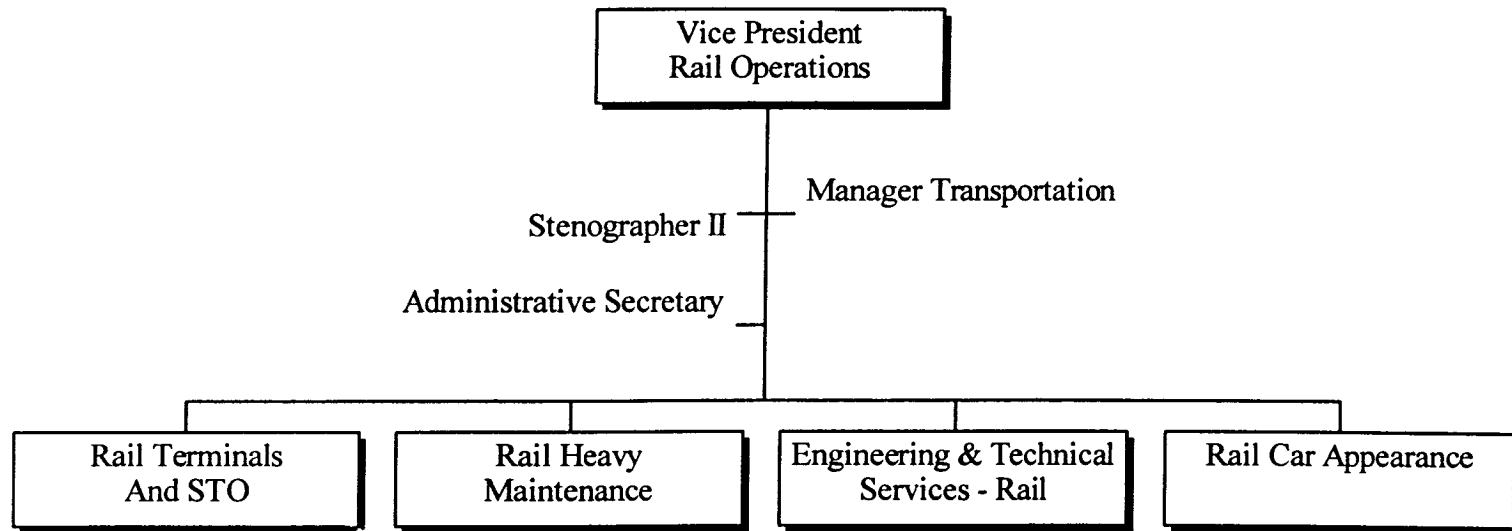 Vice President
Rail Operations
Manager Transportation
Stenographer II
Administrative Secretary
Rail Terminals
And STO
Rail Heavy
Maintenance
Engineering & Technical
Services - Rail
Rail Car Appearance